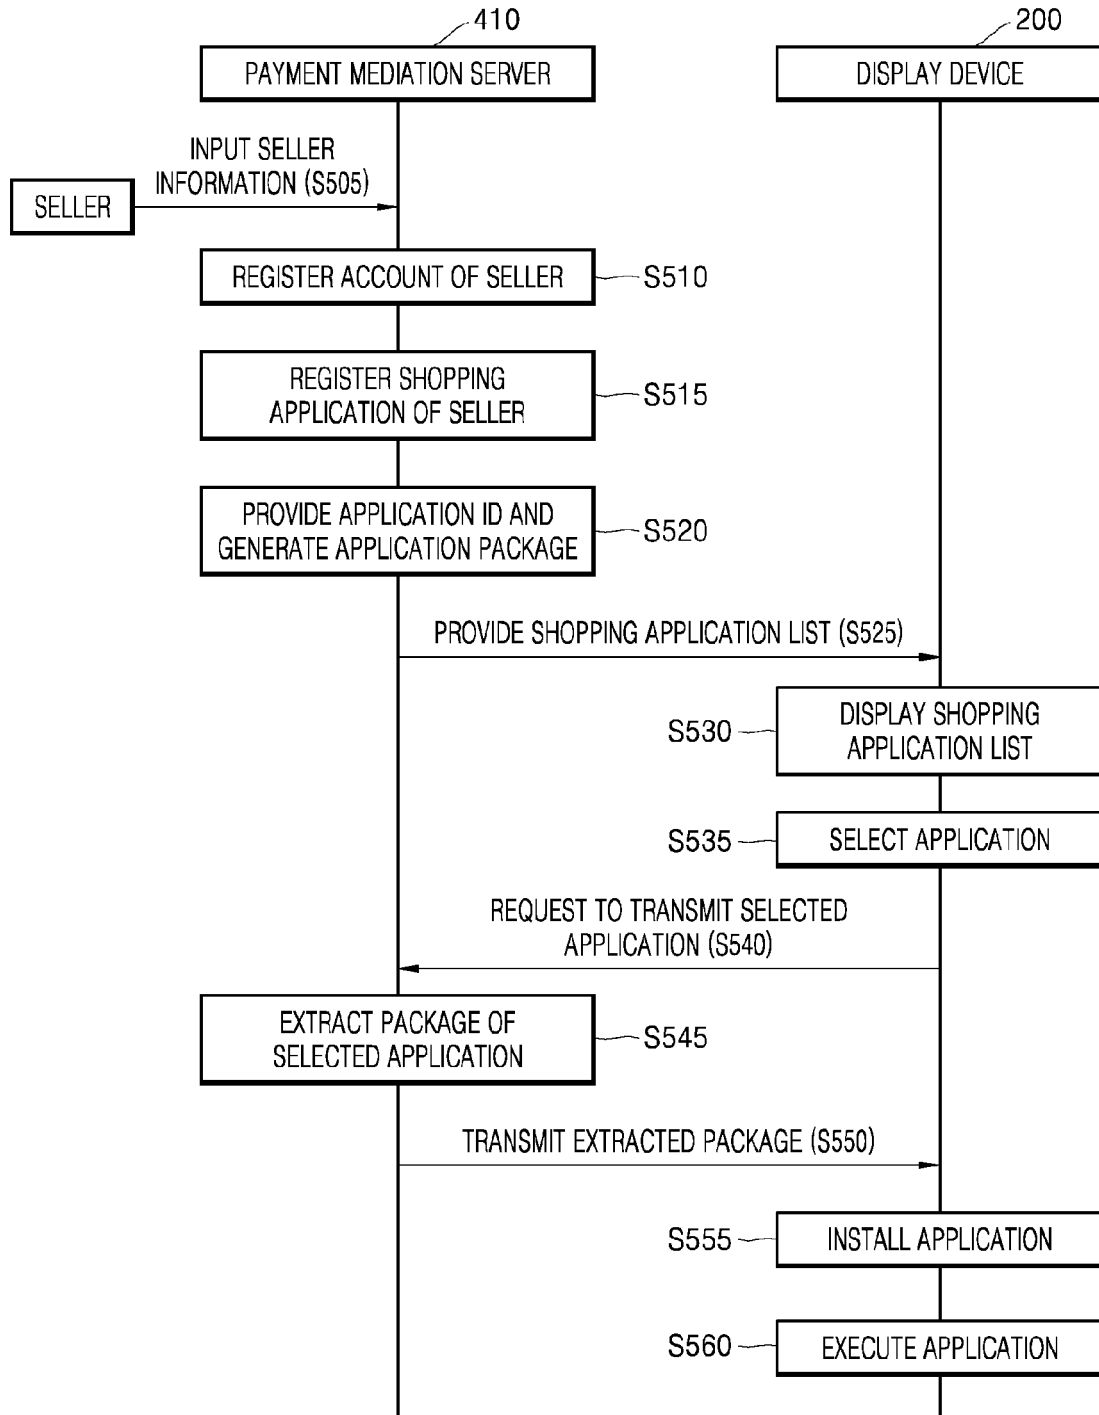 410
200
PAYMENT MEDIATION SERVER
DISPLAY DEVICE
INPUT SELLER
INFORMATION (S505)
SELLER
REGISTER ACCOUNT OF SELLER
S510
REGISTER SHOPPING
APPLICATION OF SELLER
S515
PROVIDE APPLICATION ID AND
GENERATE APPLICATION PACKAGE
S520
PROVIDE SHOPPING APPLICATION LIST (S525)
S530
DISPLAY SHOPPING
APPLICATION LIST
S535
SELECT APPLICATION
REQUEST TO TRANSMIT SELECTED
APPLICATION (S540)
EXTRACT PACKAGE OF
SELECTED APPLICATION
S545
TRANSMIT EXTRACTED PACKAGE (S550)
S555
INSTALL APPLICATION
S560
EXECUTE APPLICATION